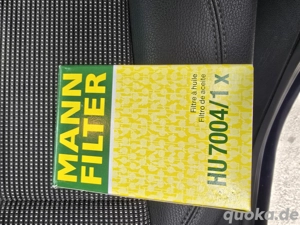 MANN
FILTER
Filtre à huile
Filtro de aceite
HU 7004/1 X
quoka.de